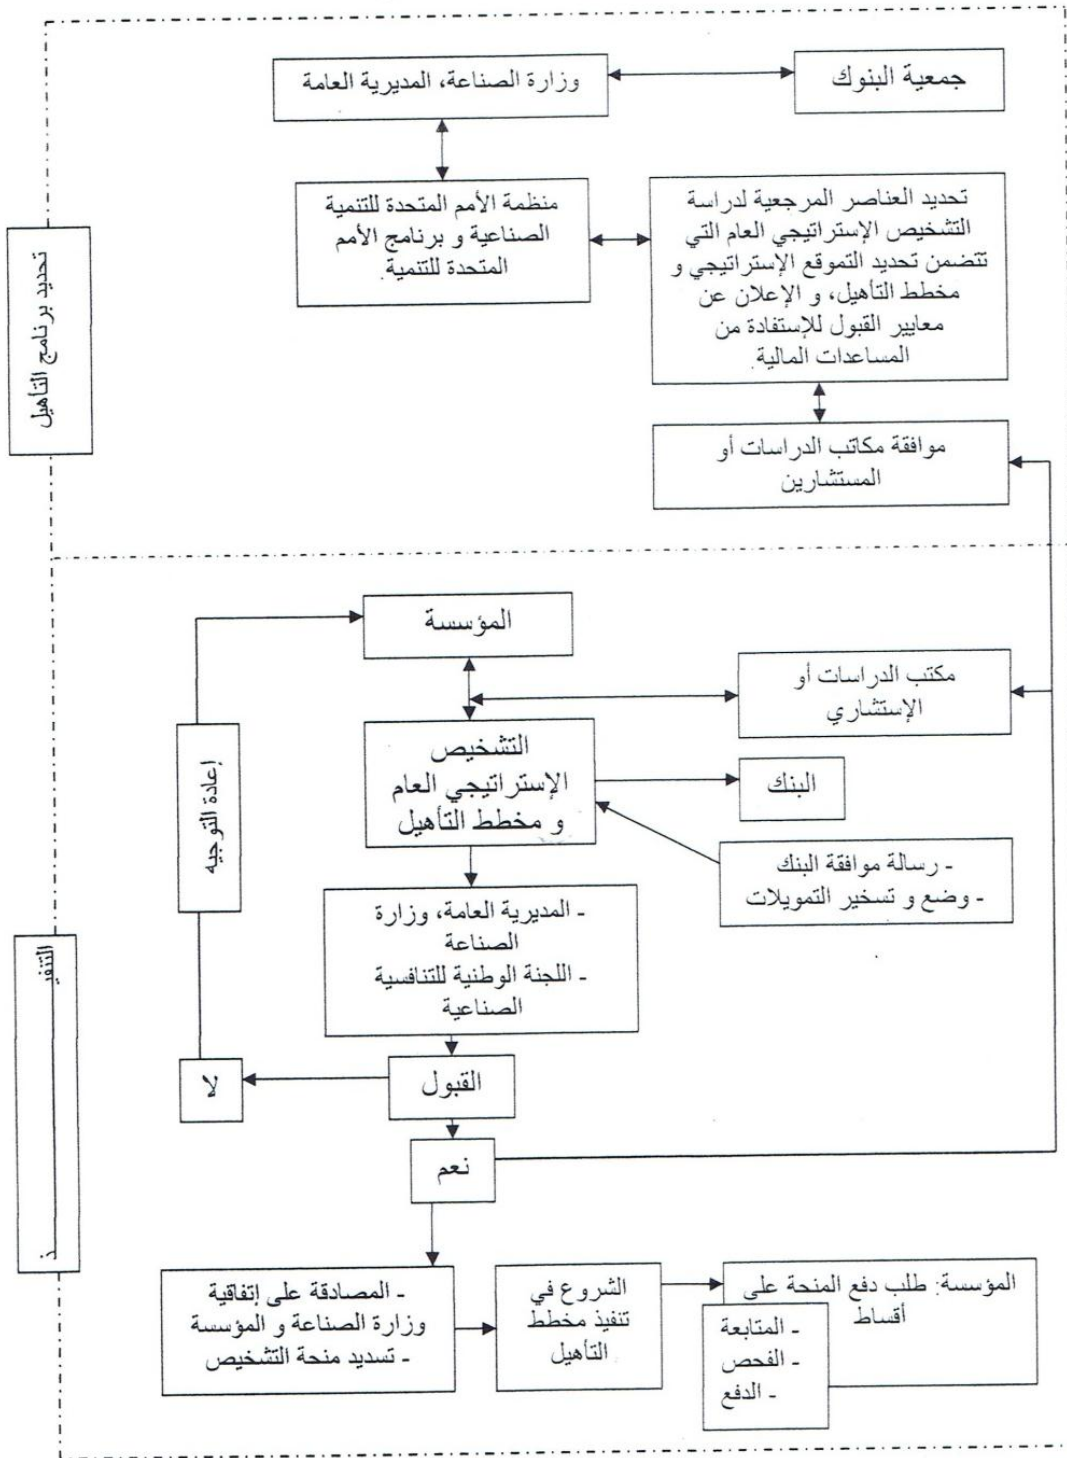 جمعية البنوك
وزارة الصناعة، المديرية العامة
تحديد العناصر المرجعية لدراسة
التشخيص الإستراتيجي العام التي
تتضمن تحديد التموقع الإستراتيجي و
مخطط التأهيل، و الإعلان عن
معايير القبول للإستفادة من
المساعدات المالية.
منظمة الأمم المتحدة للتنمية
الصناعية و برنامج الأمم
المتحدة للتنمية.
تحديد برنامج التأهيل
موافقة مكاتب الدراسات أو
المستشارين
المؤسسة
مكتب الدراسات أو
الإستشاري
التشخيص
الإستراتيجي العام
و مخطط التأهيل
البنك
إعادة التوجيه
- رسالة موافقة البنك
- وضع و تسخير التمويلات
- المديرية العامة، وزارة
الصناعة
- اللجنة الوطنية للتنافسية
الصناعية
التنفيـــــــــــذ
القبول
لا
نعم
المؤسسة: طلب دفع المنحة على
أقساط
- المتابعة
- الفحص
- الدفع
الشروع في
تنفيذ مخطط
التأهيل
- المصادقة على إتفاقية
وزارة الصناعة و المؤسسة
- تسديد منحة التشخيص